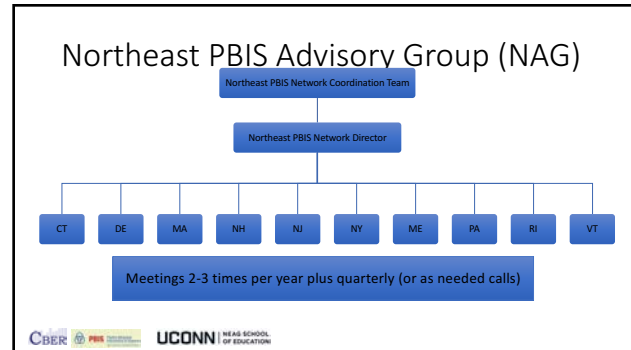 Northeast PBIS Advisory Group (NAG)
Northeast PBIS Network Coordination Team
Northeast PBIS Network Director
CT DE MA NH NJ NY ME PA RI VT
Meetings 2-3 times per year plus quarterly (or as needed calls)
CBER PBIS UCONN NEAG SCHOOL
OF EDUCATION